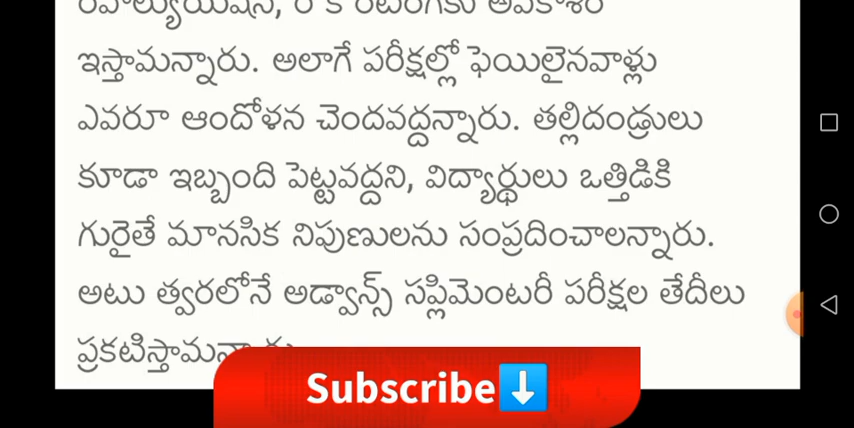 ఇస్తామన్నారు. అలాగే పరీక్షల్లో ఫెయిలైనవాళ్లు
ఎవరూ ఆందోళన చెందవద్దన్నారు. తల్లిదండ్రులు
కూడా ఇబ్బంది పెట్టవద్దని, విద్యార్థులు ఒత్తిడికి
గురైతే మానసిక నిపుణులను సంప్రదించాలన్నారు.
అటు త్వరలోనే అడ్వాన్స్ సప్లిమెంటరీ పరీక్షల తేదీలు
Subscribe